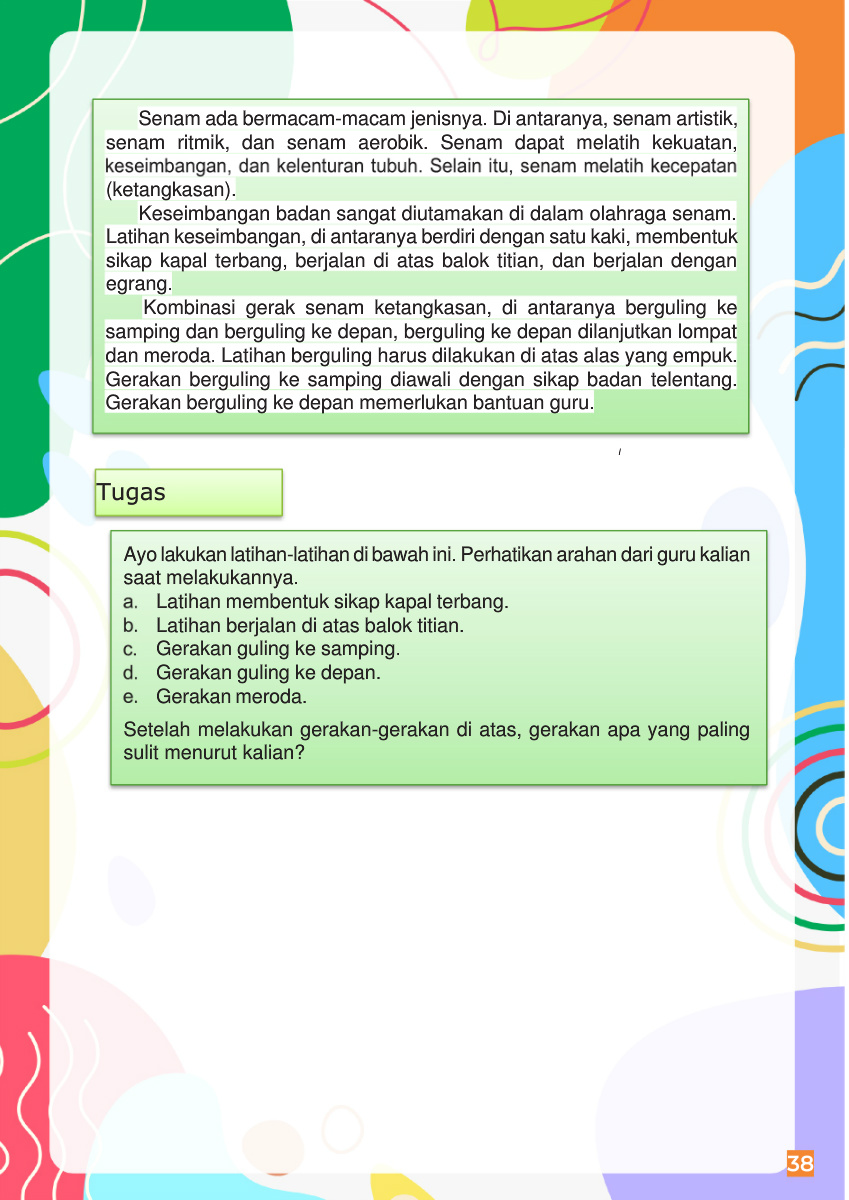 Senam ada bermacam-macam jenisnya. Di antaranya, senam artistik,
senam ritmik, dan senam aerobik. Senam dapat melatih kekuatan,
keseimbangan, dan kelenturan tubuh. Selain itu, senam melatih kecepatan
(ketangkasan).
Keseimbangan badan sangat diutamakan di dalam olahraga senam.
Latihan keseimbangan, di antaranya berdiri dengan satu kaki, membentuk
sikap kapal terbang, berjalan di atas balok titian, dan berjalan dengan
egrang.
Kombinasi gerak senam ketangkasan, di antaranya berguling ke
samping dan berguling ke depan, berguling ke depan dilanjutkan lompat
dan meroda. Latihan berguling harus dilakukan di atas alas yang empuk.
Gerakan berguling ke samping diawali dengan sikap badan telentang.
Gerakan berguling ke depan memerlukan bantuan guru.
Tugas
Ayo lakukan latihan-latihan di bawah ini. Perhatikan arahan dari guru kalian
saat melakukannya.
a. Latihan membentuk sikap kapal terbang.
b. Latihan berjalan di atas balok titian.
c. Gerakan guling ke samping.
d. Gerakan guling ke depan.
e. Gerakan meroda.
Setelah melakukan gerakan-gerakan di atas, gerakan apa yang paling
sulit menurut kalian?
38